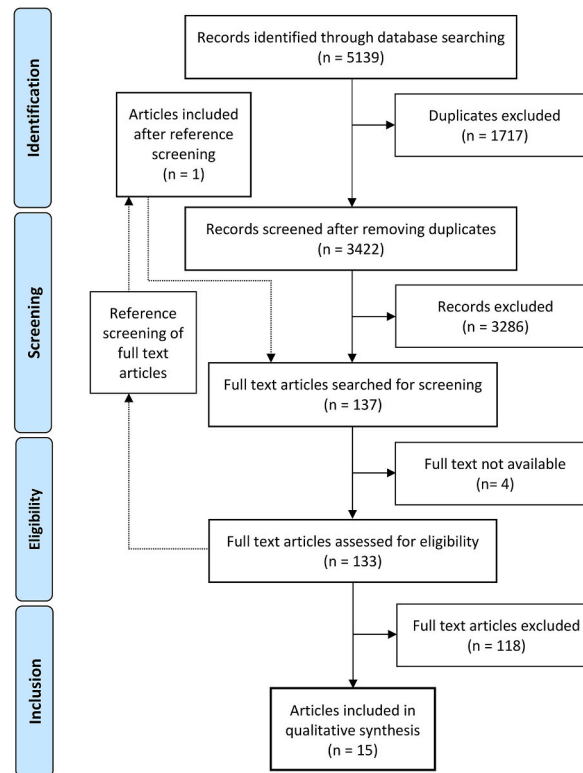 Identification
Records identified through database searching
(n = 5139)
Articles included
after reference
screening
(n = 1)
Duplicates excluded
(n = 1717)
Screening
Records screened after removing duplicates
(n = 3422)
Reference
screening of
full text
articles
Records excluded
(n = 3286)
Full text articles searched for screening
(n = 137)
Eligibility
Full text not available
(n= 4)
Full text articles assessed for eligibility
(n = 133)
Inclusion
Full text articles excluded
(n = 118)
Articles included in
qualitative synthesis
(n = 15)